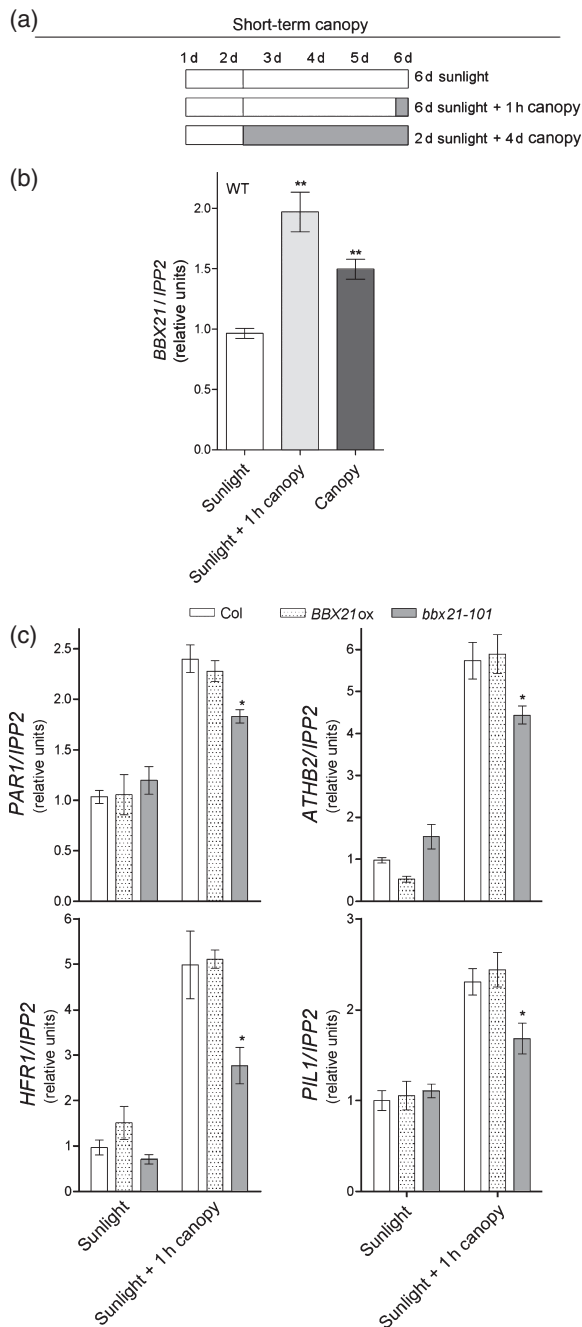 (a)
Short-term canopy
1 d 2 d 3 d 4 d 5 d 6 d
6 d sunlight
6 d sunlight + 1 h canopy
2 d sunlight + 4 d canopy
(b)
WT
BBX21/IPP2
(relative units)
2.0
1.5
1.0
0.5
0.0
**
**
Sunlight
Sunlight + 1 h canopy
Canopy
(c)
Col BBX21ox bbx21-101
PAR1/IPP2
(relative units)
2.5
2.0
1.5
1.0
0.5
0.0
*
ATHB2/IPP2
(relative units)
6
5
4
2
1
0
*
HFR1/IPP2
(relative units)
6
5
4
2
1
0
*
Sunlight
Sunlight + 1 h canopy
PIL1/IPP2
(relative units)
3
2
1
0
*
Sunlight
Sunlight + 1 h canopy